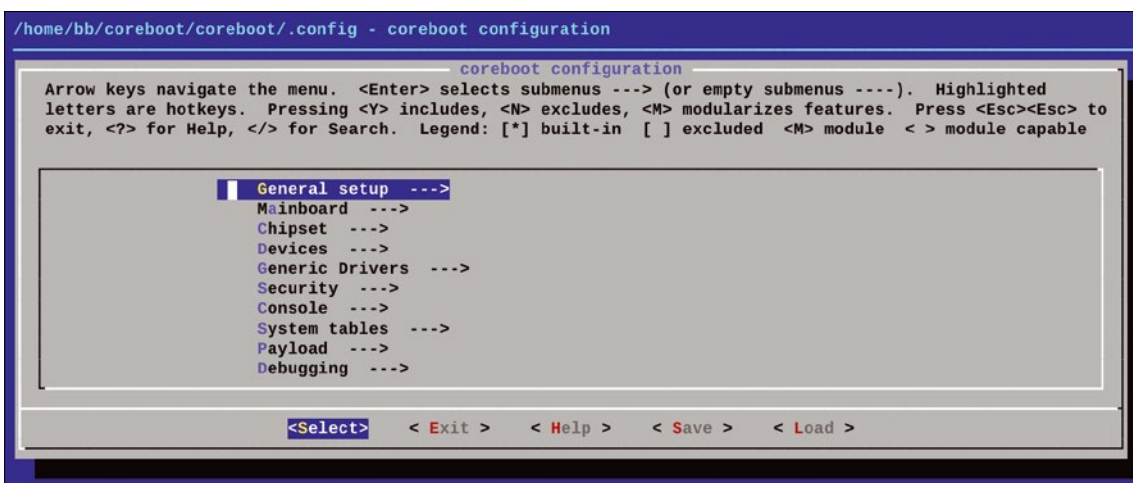 /home/bb/coreboot/coreboot/.config - coreboot configuration
coreboot configuration
Arrow keys navigate the menu.  <Enter> selects submenus ---> (or empty submenus ----).  Highlighted
letters are hotkeys.  Pressing <Y> includes, <N> excludes, <M> modularizes features.  Press <Esc><Esc> to
exit, <?> for Help, </> for Search.  Legend: [*] built-in  [ ] excluded  <M> module  < > module capable
General setup  --->
Mainboard  --->
Chipset  --->
Devices  --->
Generic Drivers  --->
Security  --->
Console  --->
System tables  --->
Payload  --->
Debugging  --->
<Select>    < Exit >    < Help >    < Save >    < Load >